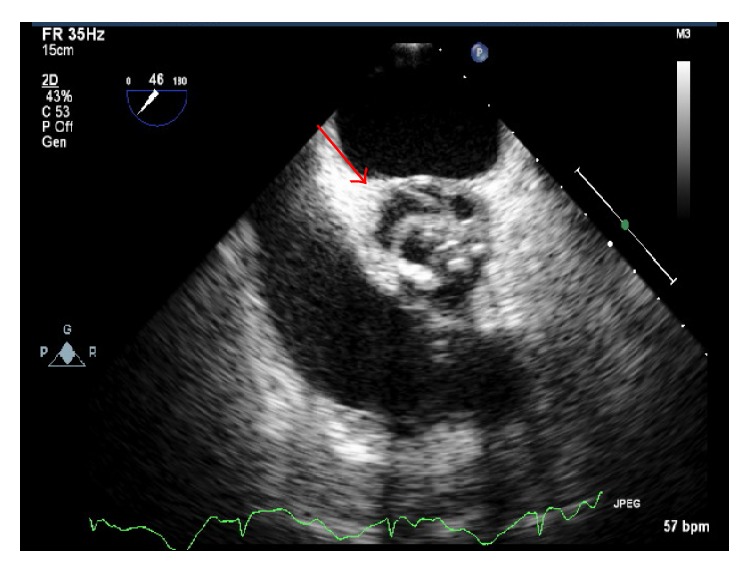 FR 35Hz
15cm
M3
P
2D
43%
C 53
P Off
Gen
0 46 180
G
P R
JPEG
57 bpm